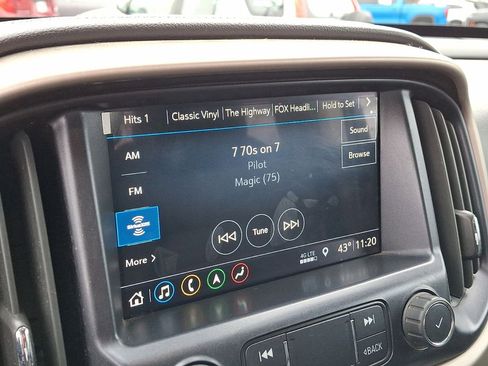 Hits 1 Classic Vinyl The Highway FOX Headli... Hold to Set
AM
7 70s on 7
Sound
Pilot
Browse
FM
Magic (75)
SiriusXM
Tune
More
4G LTE
43° 11:20
BACK